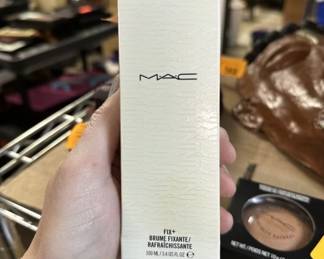 MAC
FIX+
BRUME FIXANTE/
RAFRAÎCHISSANTE
100 ML / 3.4 US FL OZ ℮